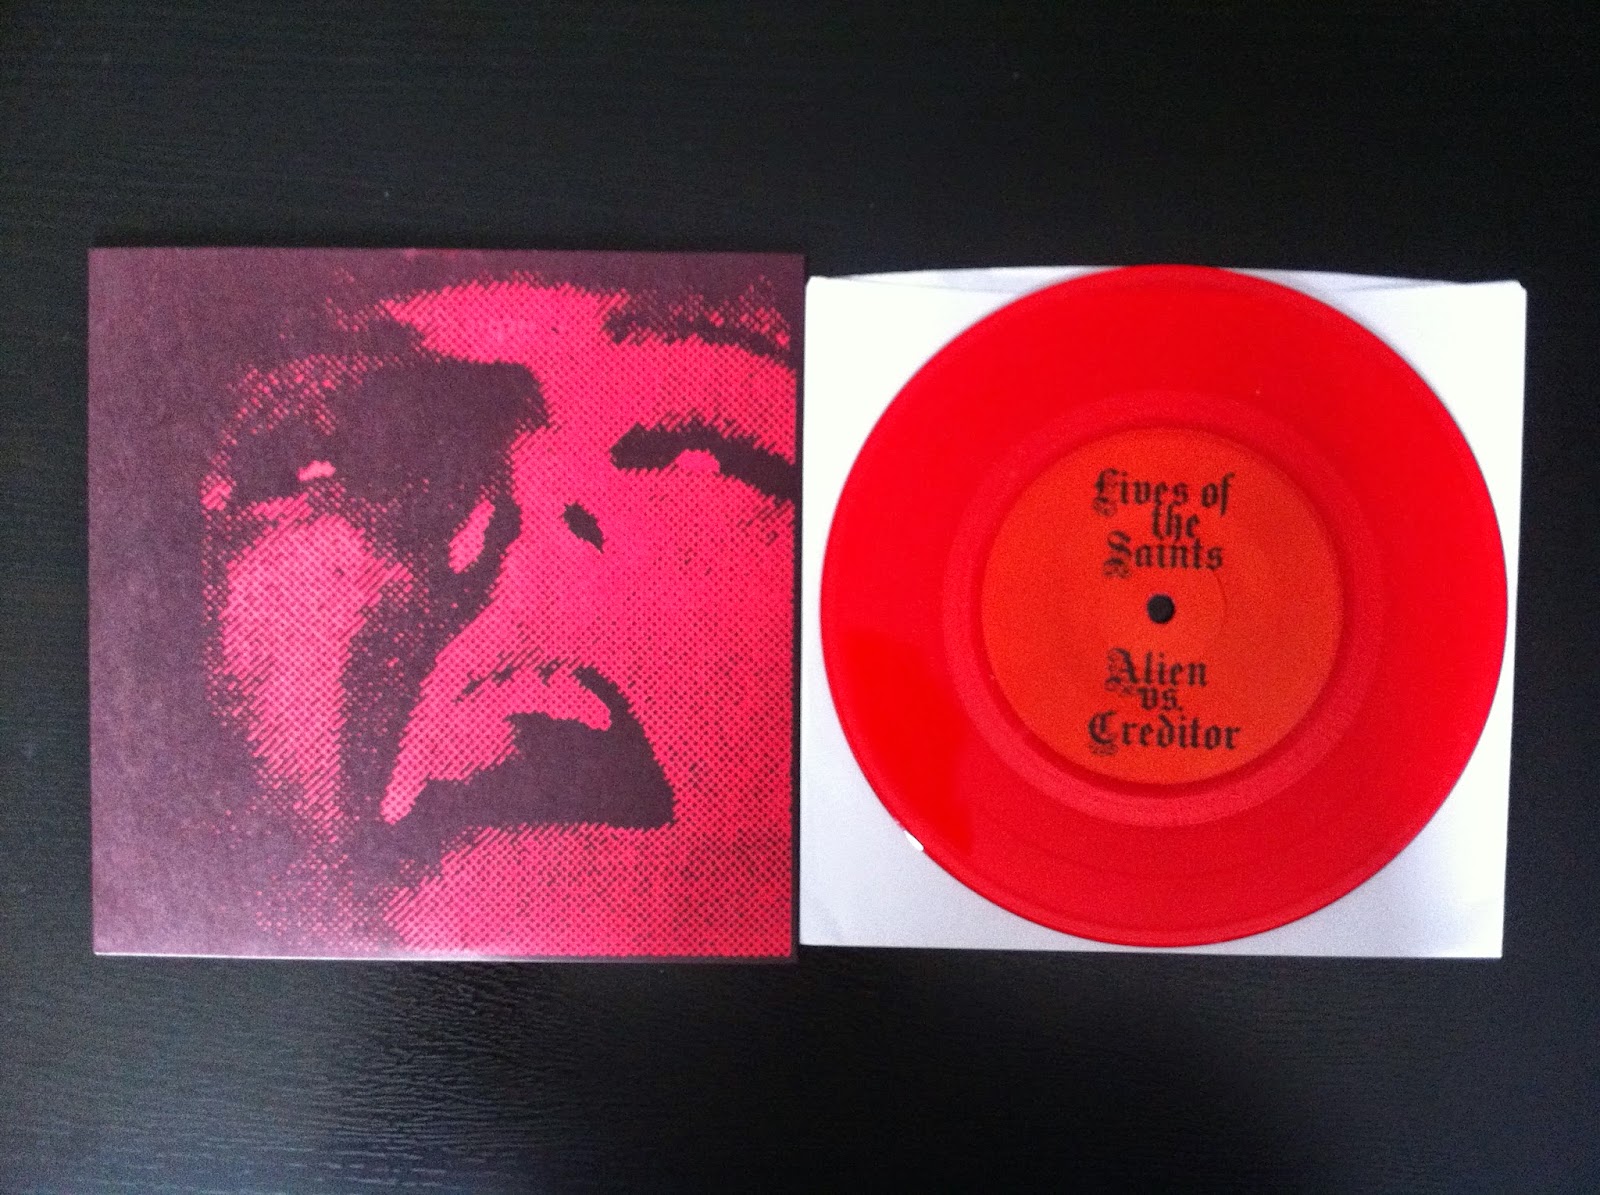 Lives of
the
Saints
Alien
vs.
Creditor